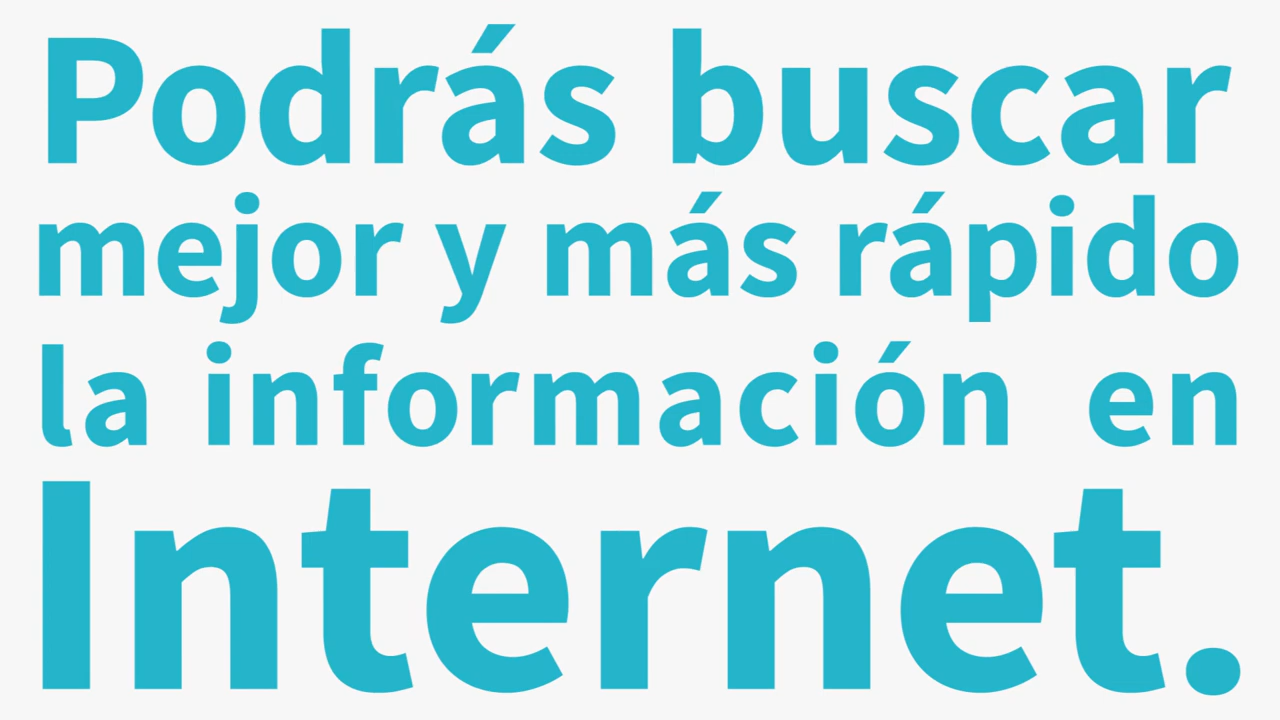 Podrás buscar
mejor y más rápido
la información en
Internet.